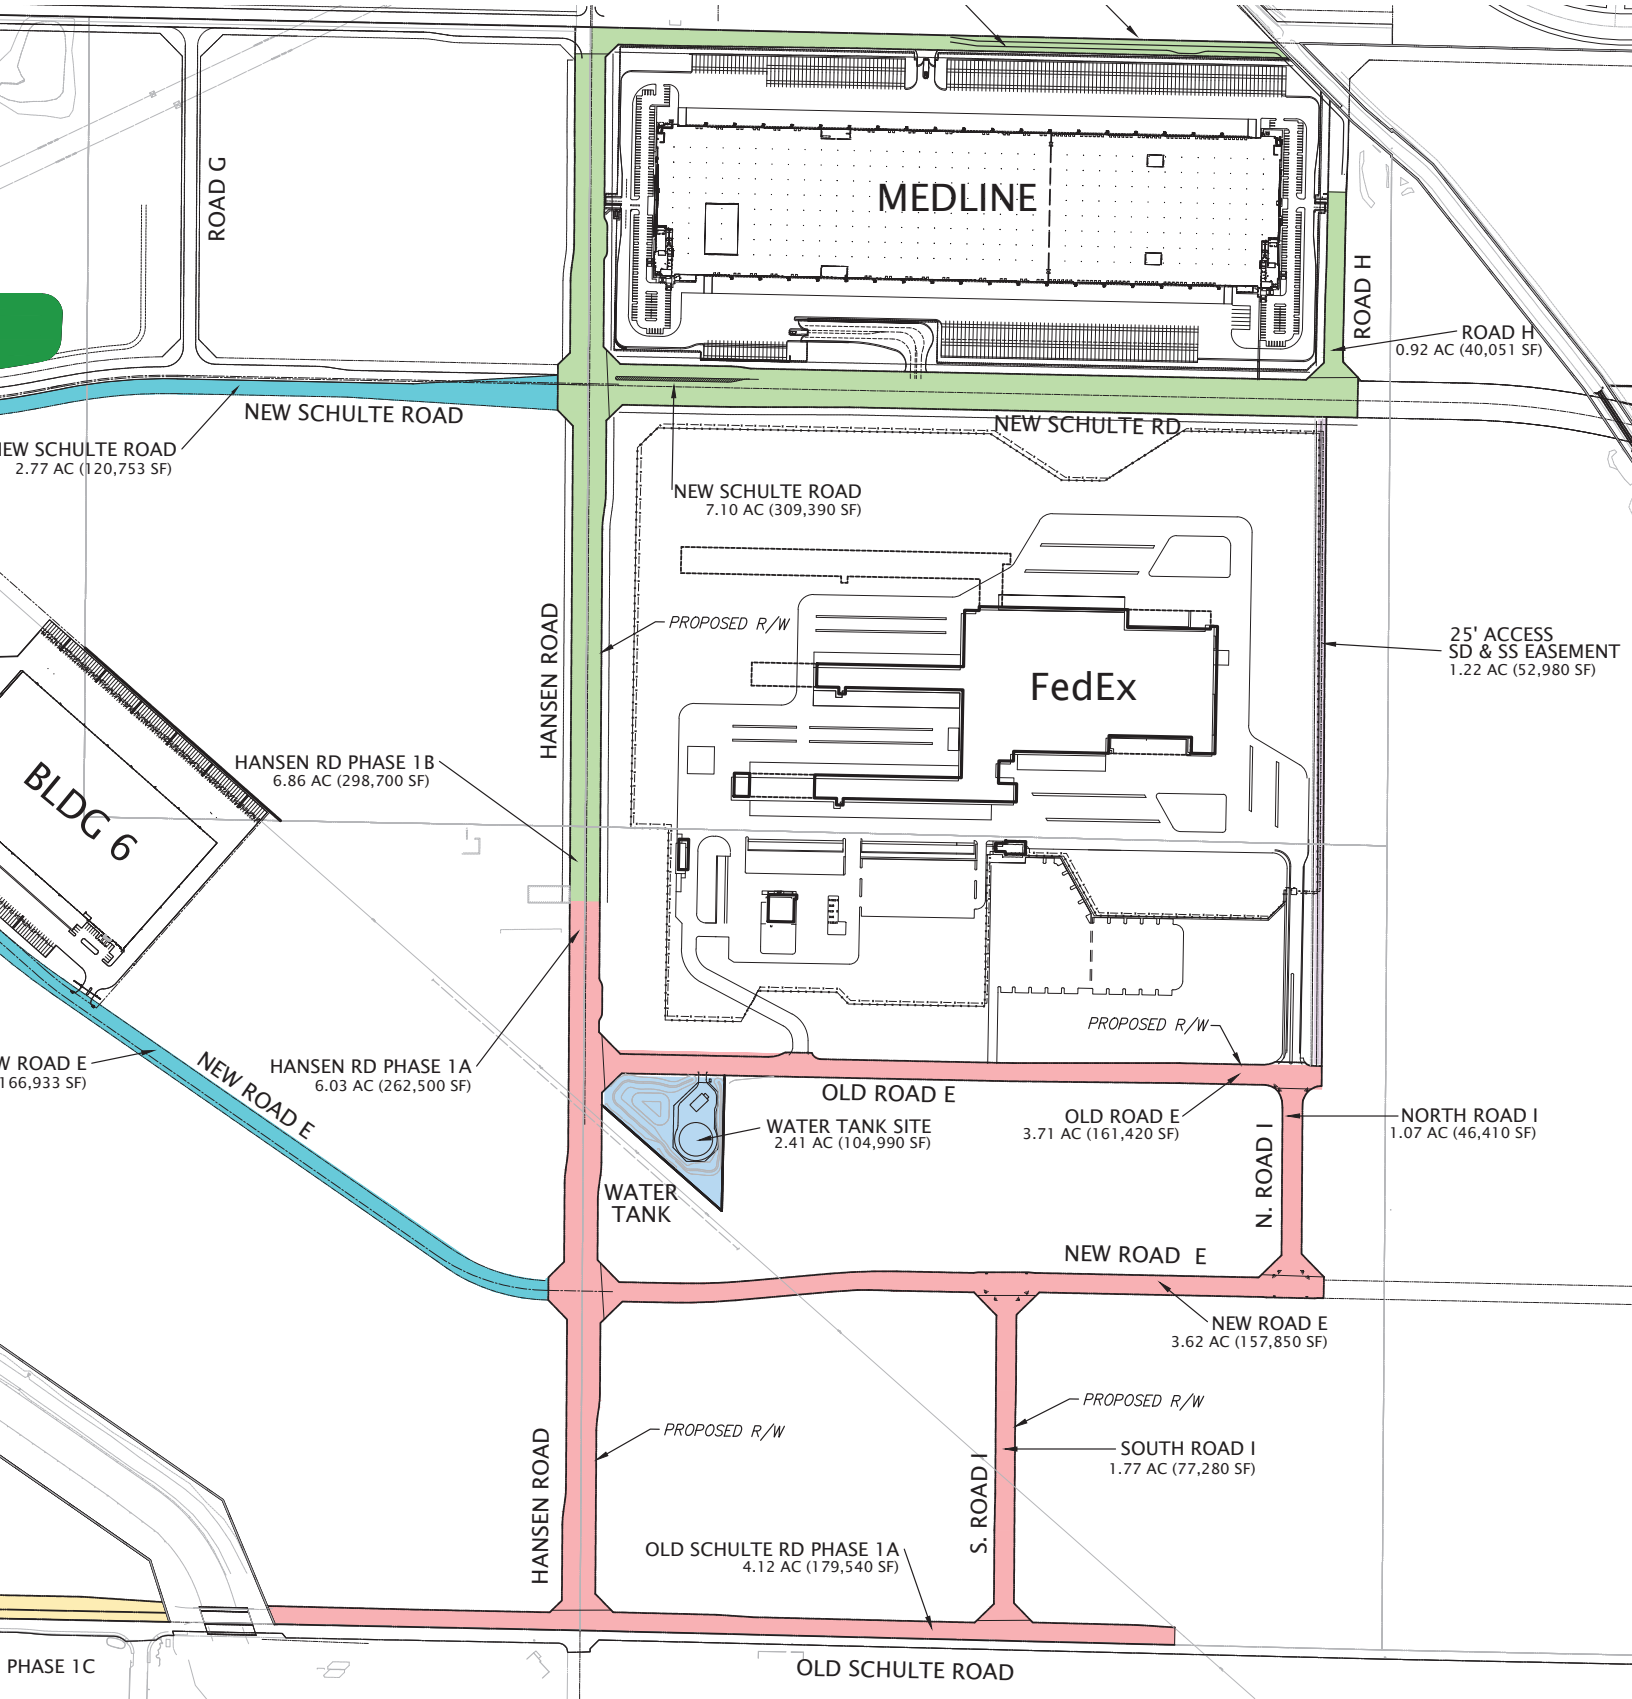 ROAD G
MEDLINE
ROAD H
ROAD H
0.92 AC (40,051 SF)
NEW SCHULTE ROAD
NEW SCHULTE RD
EW SCHULTE ROAD
2.77 AC (120,753 SF)
NEW SCHULTE ROAD
7.10 AC (309,390 SF)
HANSEN ROAD
PROPOSED R/W
25' ACCESS
SD & SS EASEMENT
1.22 AC (52,980 SF)
FedEx
HANSEN RD PHASE 1B
6.86 AC (298,700 SF)
BLDG 6
PROPOSED R/W
W ROAD E
166,933 SF)
NEW ROAD E
HANSEN RD PHASE 1A
6.03 AC (262,500 SF)
OLD ROAD E
OLD ROAD E
3.71 AC (161,420 SF)
NORTH ROAD I
1.07 AC (46,410 SF)
WATER TANK SITE
2.41 AC (104,990 SF)
N. ROAD I
WATER
TANK
NEW ROAD E
NEW ROAD E
3.62 AC (157,850 SF)
PROPOSED R/W
PROPOSED R/W
SOUTH ROAD I
1.77 AC (77,280 SF)
HANSEN ROAD
S. ROAD I
OLD SCHULTE RD PHASE 1A
4.12 AC (179,540 SF)
PHASE 1C
OLD SCHULTE ROAD